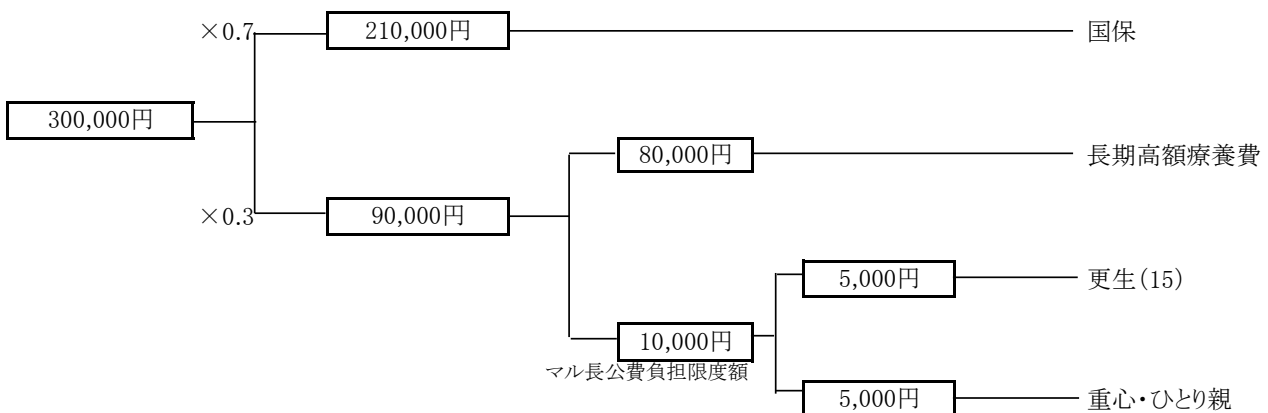 ×0.7
210,000円
国保
300,000円
80,000円
長期高額療養費
×0.3
90,000円
5,000円
更生(15)
10,000円
マル長公費負担限度額
5,000円
重心・ひとり親